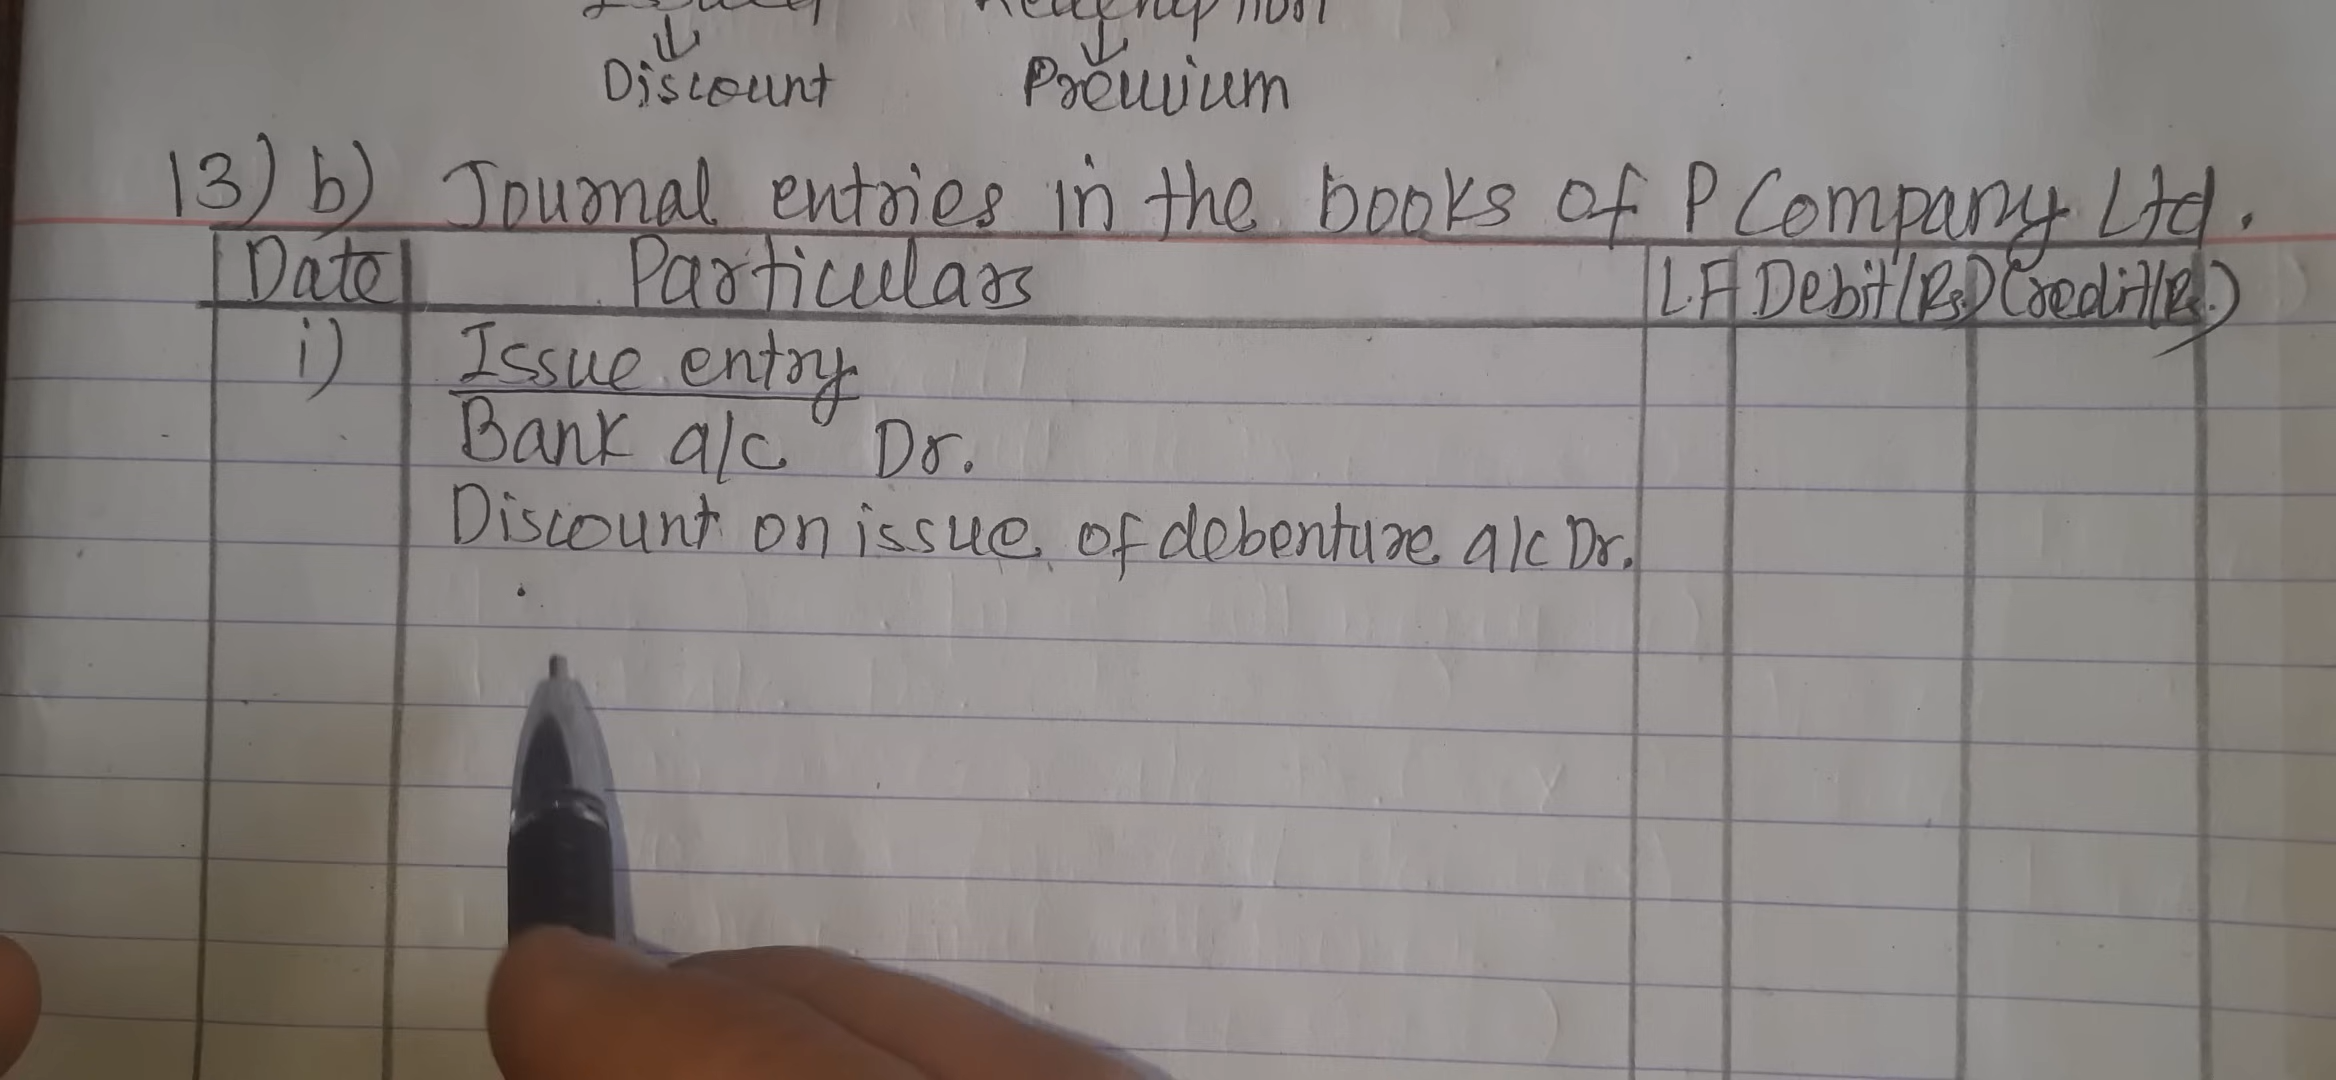 Discount Premium
13) b) Journal entries in the books of P Company Ltd.
Date Particulars LF Debit(Rs.) Credit(Rs.)
i) Issue entry
Bank a/c Dr.
Discount on issue of debenture a/c Dr.